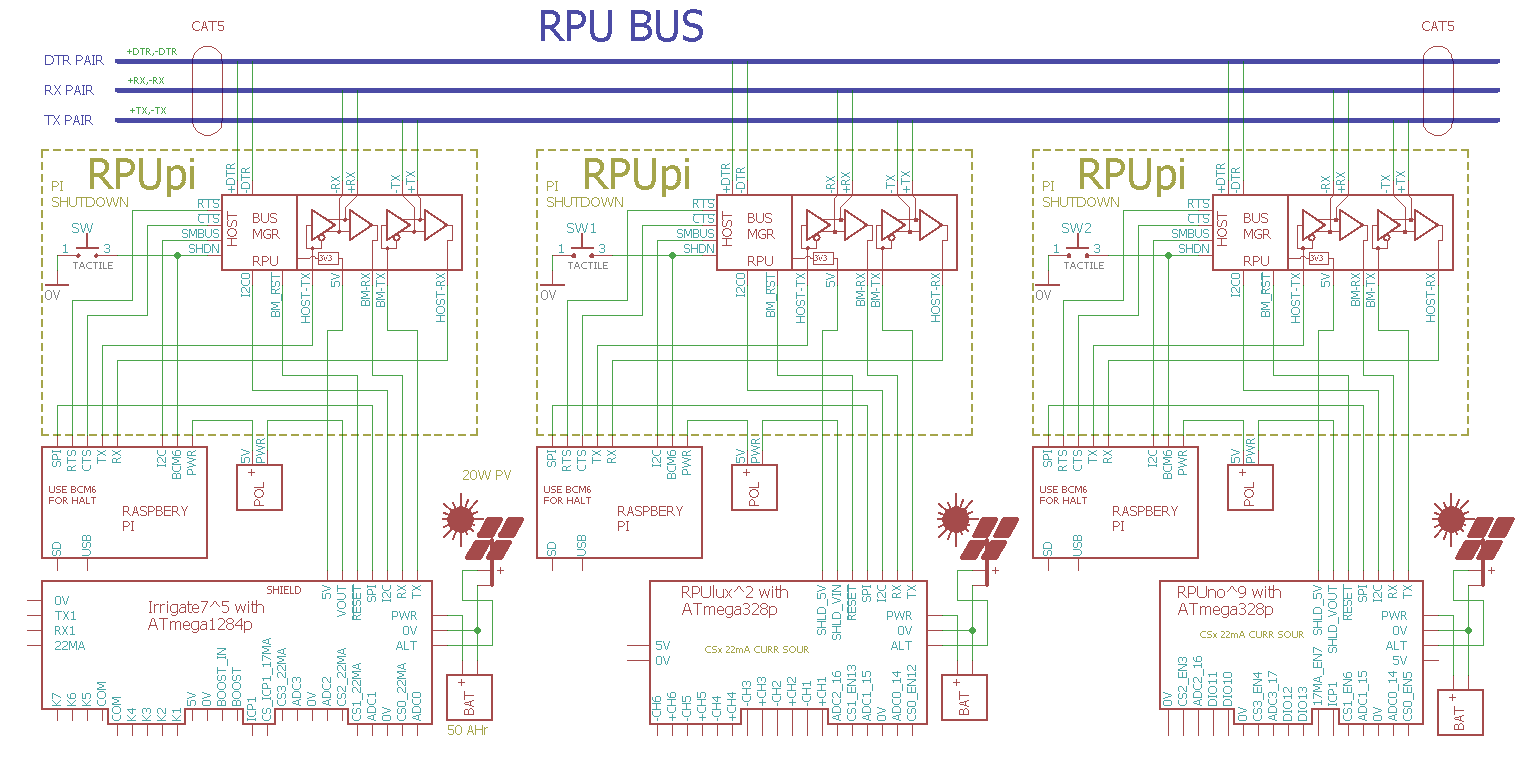 RPU BUS
CAT5
CAT5
DTR PAIR
+DTR,-DTR
RX PAIR
+RX,-RX
TX PAIR
+TX,-TX
RPUpi
PI
SHUTDOWN
SW
1
3
TACTILE
0V
+DTR
-DTR
-RX
+RX
-TX
+TX
RTS
CTS
SMBUS
SHDN
HOST
BUS
MGR
RPU
3V3
I2C0
BM_RST
HOST-TX
5V
BM-RX
BM-TX
HOST-RX
RPUpi
PI
SHUTDOWN
SW1
1
3
TACTILE
0V
+DTR
-DTR
-RX
+RX
-TX
+TX
RTS
CTS
SMBUS
SHDN
HOST
BUS
MGR
RPU
3V3
I2C0
BM_RST
HOST-TX
5V
BM-RX
BM-TX
HOST-RX
RPUpi
PI
SHUTDOWN
SW2
1
3
TACTILE
0V
+DTR
-DTR
-RX
+RX
-TX
+TX
RTS
CTS
SMBUS
SHDN
HOST
BUS
MGR
RPU
3V3
I2C0
BM_RST
HOST-TX
5V
BM-RX
BM-TX
HOST-RX
SPI
RTS
CTS
TX
RX
I2C
BCM6
PWR
USE BCM6
FOR HALT
RASPBERY
PI
SD
USB
5V
PWR
+
POL
20W PV
+
SPI
RTS
CTS
TX
RX
I2C
BCM6
PWR
USE BCM6
FOR HALT
RASPBERY
PI
SD
USB
5V
PWR
+
POL
+
SPI
RTS
CTS
TX
RX
I2C
BCM6
PWR
USE BCM6
FOR HALT
RASPBERY
PI
SD
USB
5V
PWR
+
POL
+
0V
TX1
RX1
22MA
Irrigate7^5 with
ATmega1284p
SHIELD
5V
VOUT
RESET
SPI
I2C
RX
TX
PWR
0V
ALT
K7
K6
K5
COM
COM
K4
K3
K2
K1
5V
0V
BOOST_IN
BOOST
ICP1
CS_ICP1_17MA
CS3_22MA
ADC3
0V
ADC2
CS2_22MA
CS1_22MA
ADC1
0V
CS0_22MA
ADC0
+
BAT
50 AHr
RPUlux^2 with
ATmega328p
CSx 22mA CURR SOUR
5V
0V
SHLD_5V
SHLD_VIN
RESET
SPI
I2C
RX
TX
PWR
0V
ALT
-CH6
+CH6
-CH5
+CH5
-CH4
+CH4
-CH3
+CH3
-CH2
+CH2
-CH1
+CH1
ADC2_16
CS1_EN13
ADC1_15
0V
ADC0_14
CS0_EN12
+
BAT
RPUno^9 with
ATmega328p
CSx 22mA CURR SOUR
SHLD_5V
SHLD_VOUT
RESET
SPI
I2C
RX
TX
PWR
0V
ALT
5V
0V
CS2_EN3
ADC2_16
DIO11
DIO10
0V
CS3_EN4
ADC3_17
DIO12
DIO13
17MA_EN7
ICP1
CS1_EN6
ADC1_15
0V
ADC0_14
CS0_EN5
+
BAT